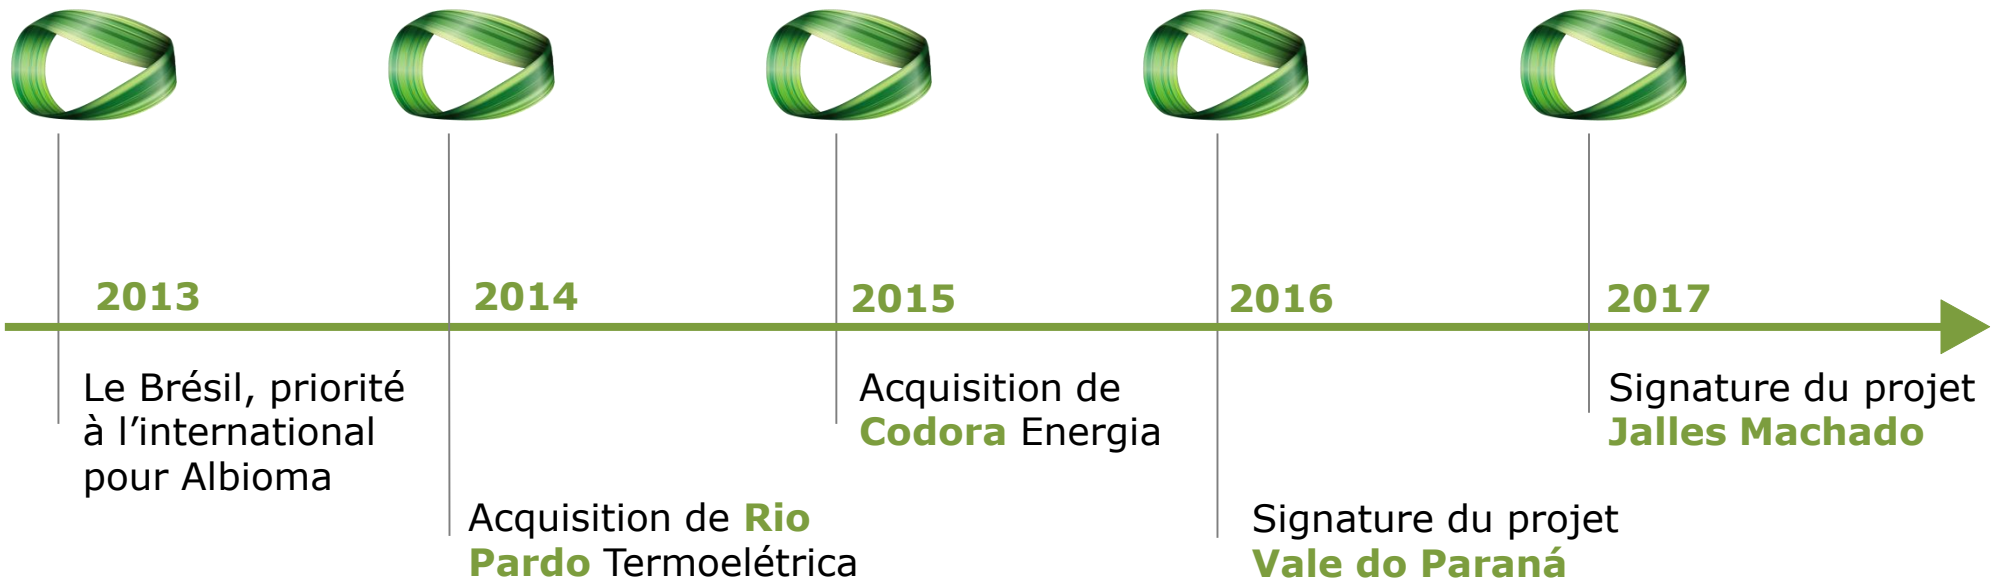 2013
Le Brésil, priorité
à l’international
pour Albioma
2014
Acquisition de Rio
Pardo Termoelétrica
2015
Acquisition de
Codora Energia
2016
Signature du projet
Vale do Paraná
2017
Signature du projet
Jalles Machado